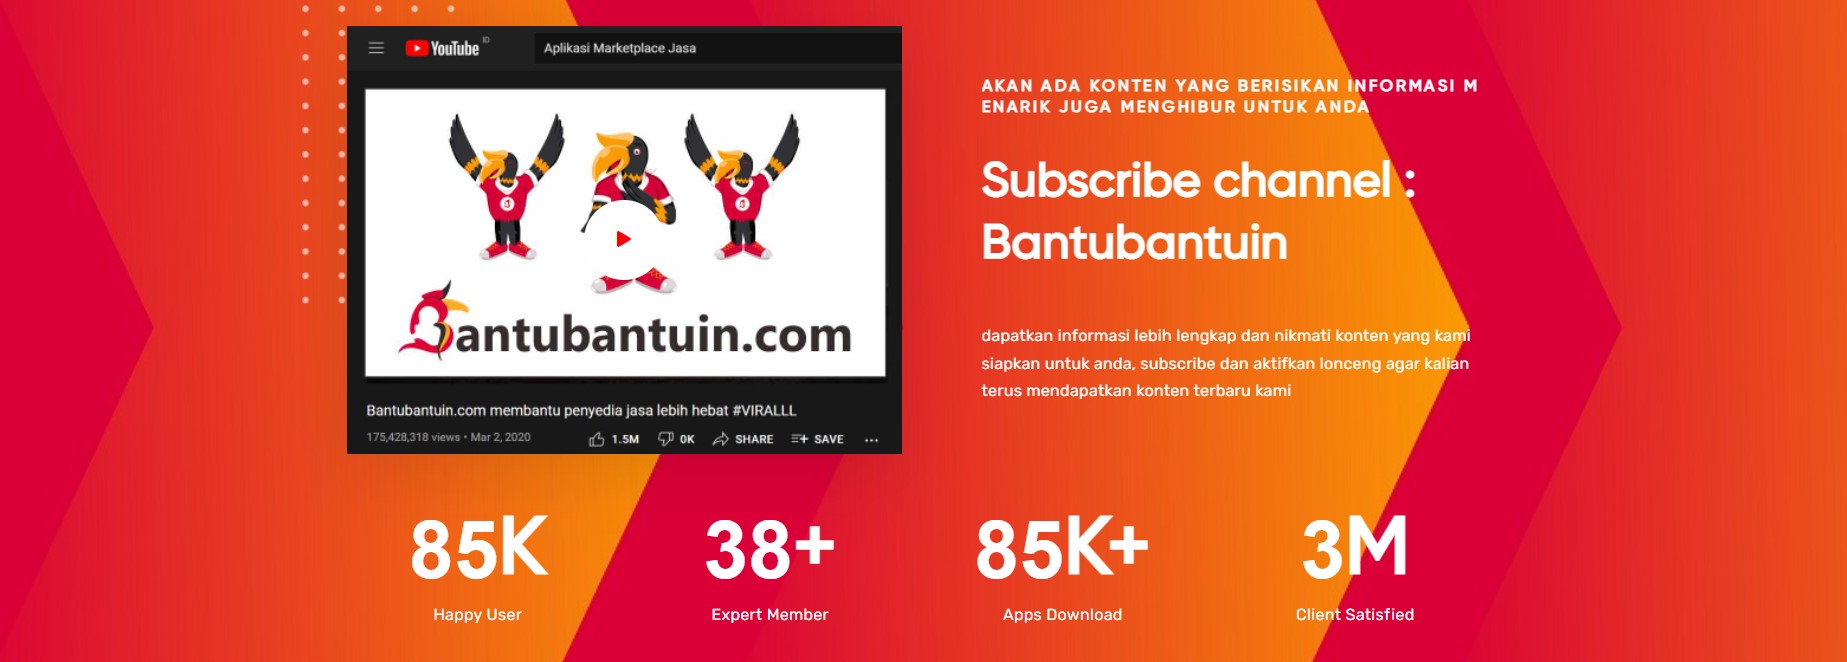 YouTube ID
Aplikasi Marketplace Jasa
Bantubantuin.com
Bantubantuin.com membantu penyedia jasa lebih hebat #VIRALLL
175,428,318 views • Mar 2, 2020
1.5M 0K SHARE SAVE ...
AKAN ADA KONTEN YANG BERISIKAN INFORMASI M
ENARIK JUGA MENGHIBUR UNTUK ANDA
Subscribe channel :
Bantubantuin
dapatkan informasi lebih lengkap dan nikmati konten yang kami
siapkan untuk anda, subscribe dan aktifkan lonceng agar kalian
terus mendapatkan konten terbaru kami
85K
Happy User
38+
Expert Member
85K+
Apps Download
3M
Client Satisfied